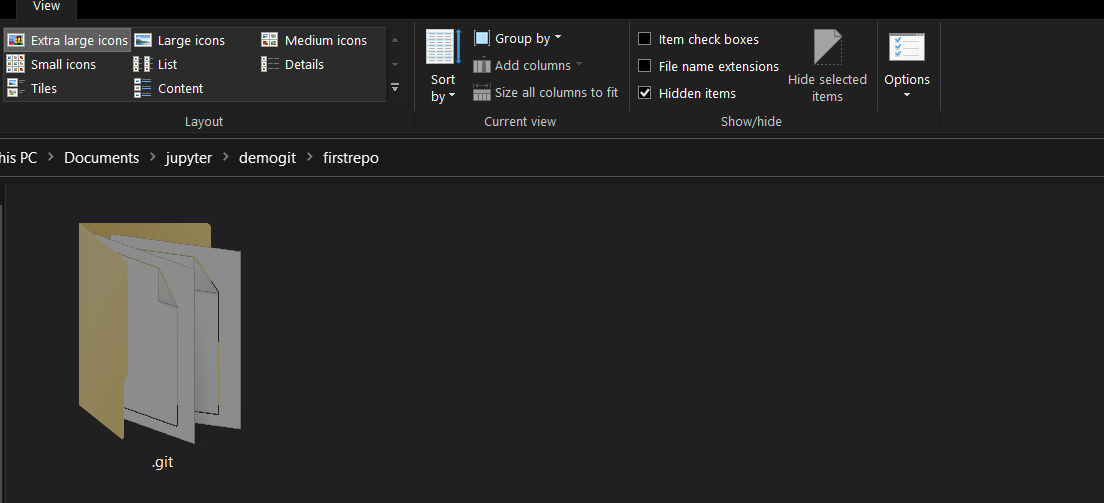 View
Extra large icons
Large icons
Medium icons
Small icons
List
Details
Tiles
Content
Layout
Sort
by
Group by
Add columns
Size all columns to fit
Current view
Item check boxes
File name extensions
Hidden items
Hide selected
items
Show/hide
Options
his PC > Documents > jupyter > demogit > firstrepo
.git